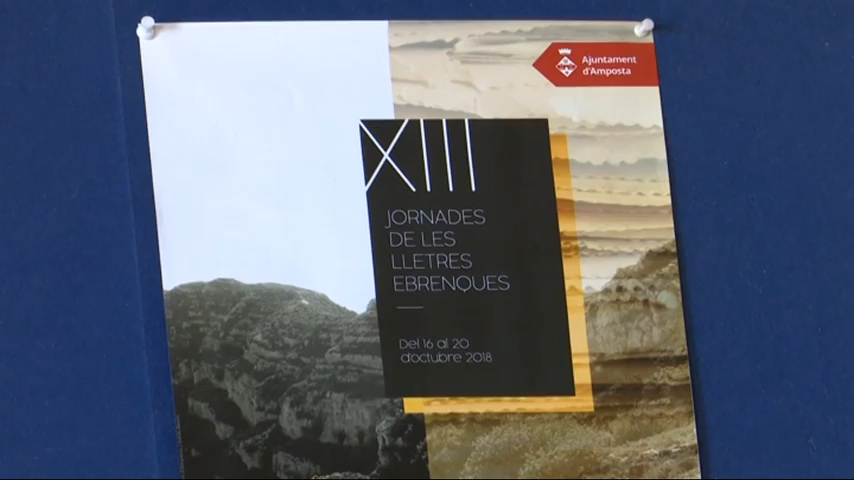 Ajuntament
d'Amposta
XIII
JORNADES
DE LES
LLETRES
EBRENQUES
Del 16 al 20
d'octubre 2018